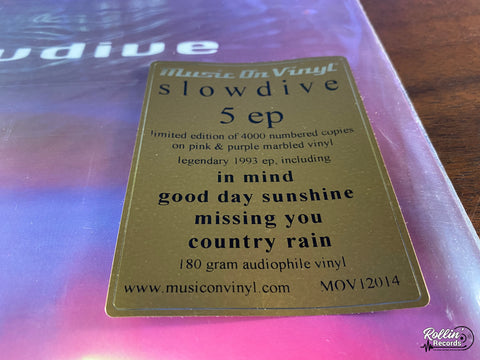 wdive
Music On Vinyl
slowdive
5 ep
limited edition of 4000 numbered copies
on pink & purple marbled vinyl
legendary 1993 ep, including
in mind
good day sunshine
missing you
country rain
180 gram audiophile vinyl
www.musiconvinyl.com MOV12014
Rollin'
Records